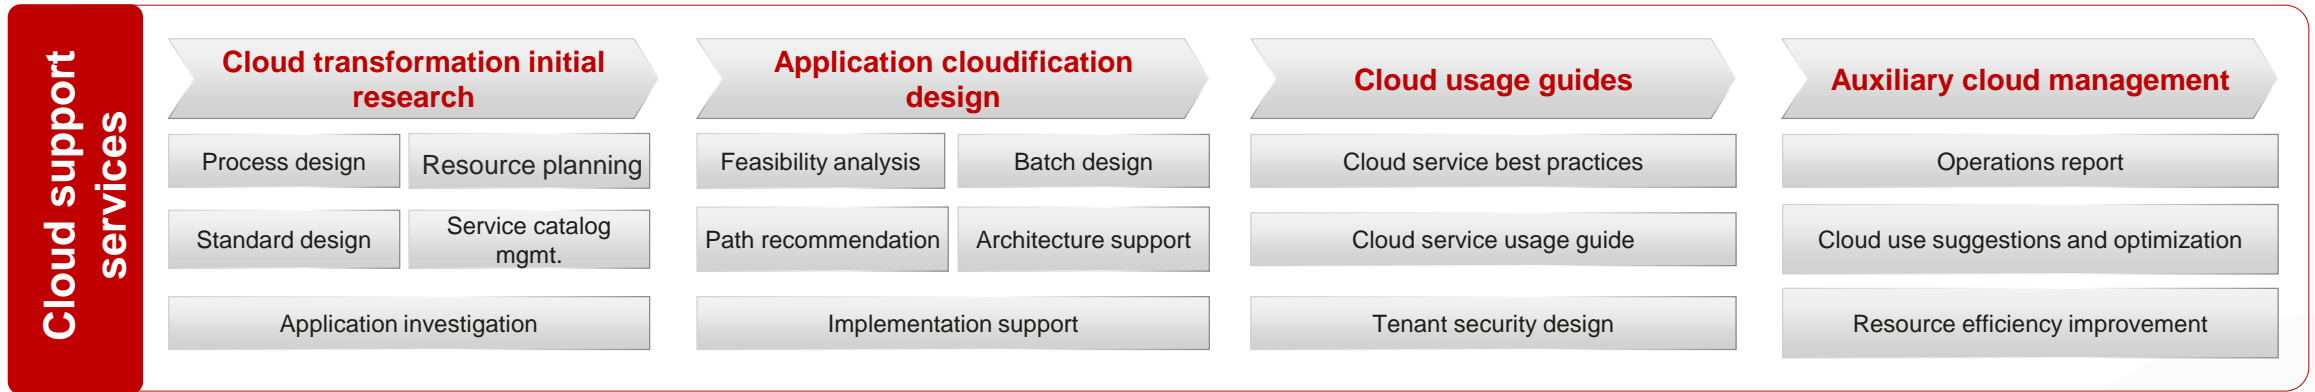 Cloud support
services
Cloud transformation initial
research
Process design
Resource planning
Standard design
Service catalog
mgmt.
Application investigation
Application cloudification
design
Feasibility analysis
Batch design
Path recommendation
Architecture support
Implementation support
Cloud usage guides
Cloud service best practices
Cloud service usage guide
Tenant security design
Auxiliary cloud management
Operations report
Cloud use suggestions and optimization
Resource efficiency improvement